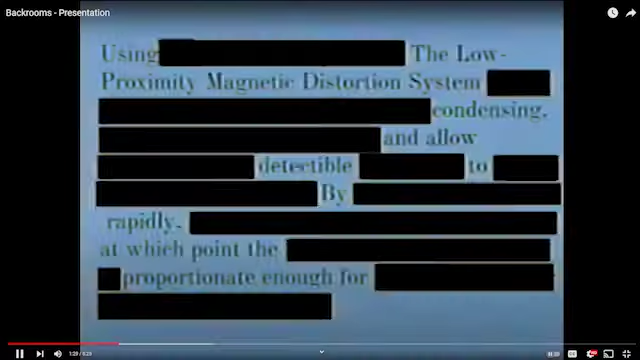 Backrooms - Presentation
Using The Low-
Proximity Magnetic Distortion System
condensing,
and allow
detectible to
By
rapidly,
at which point the
proportionate enough for